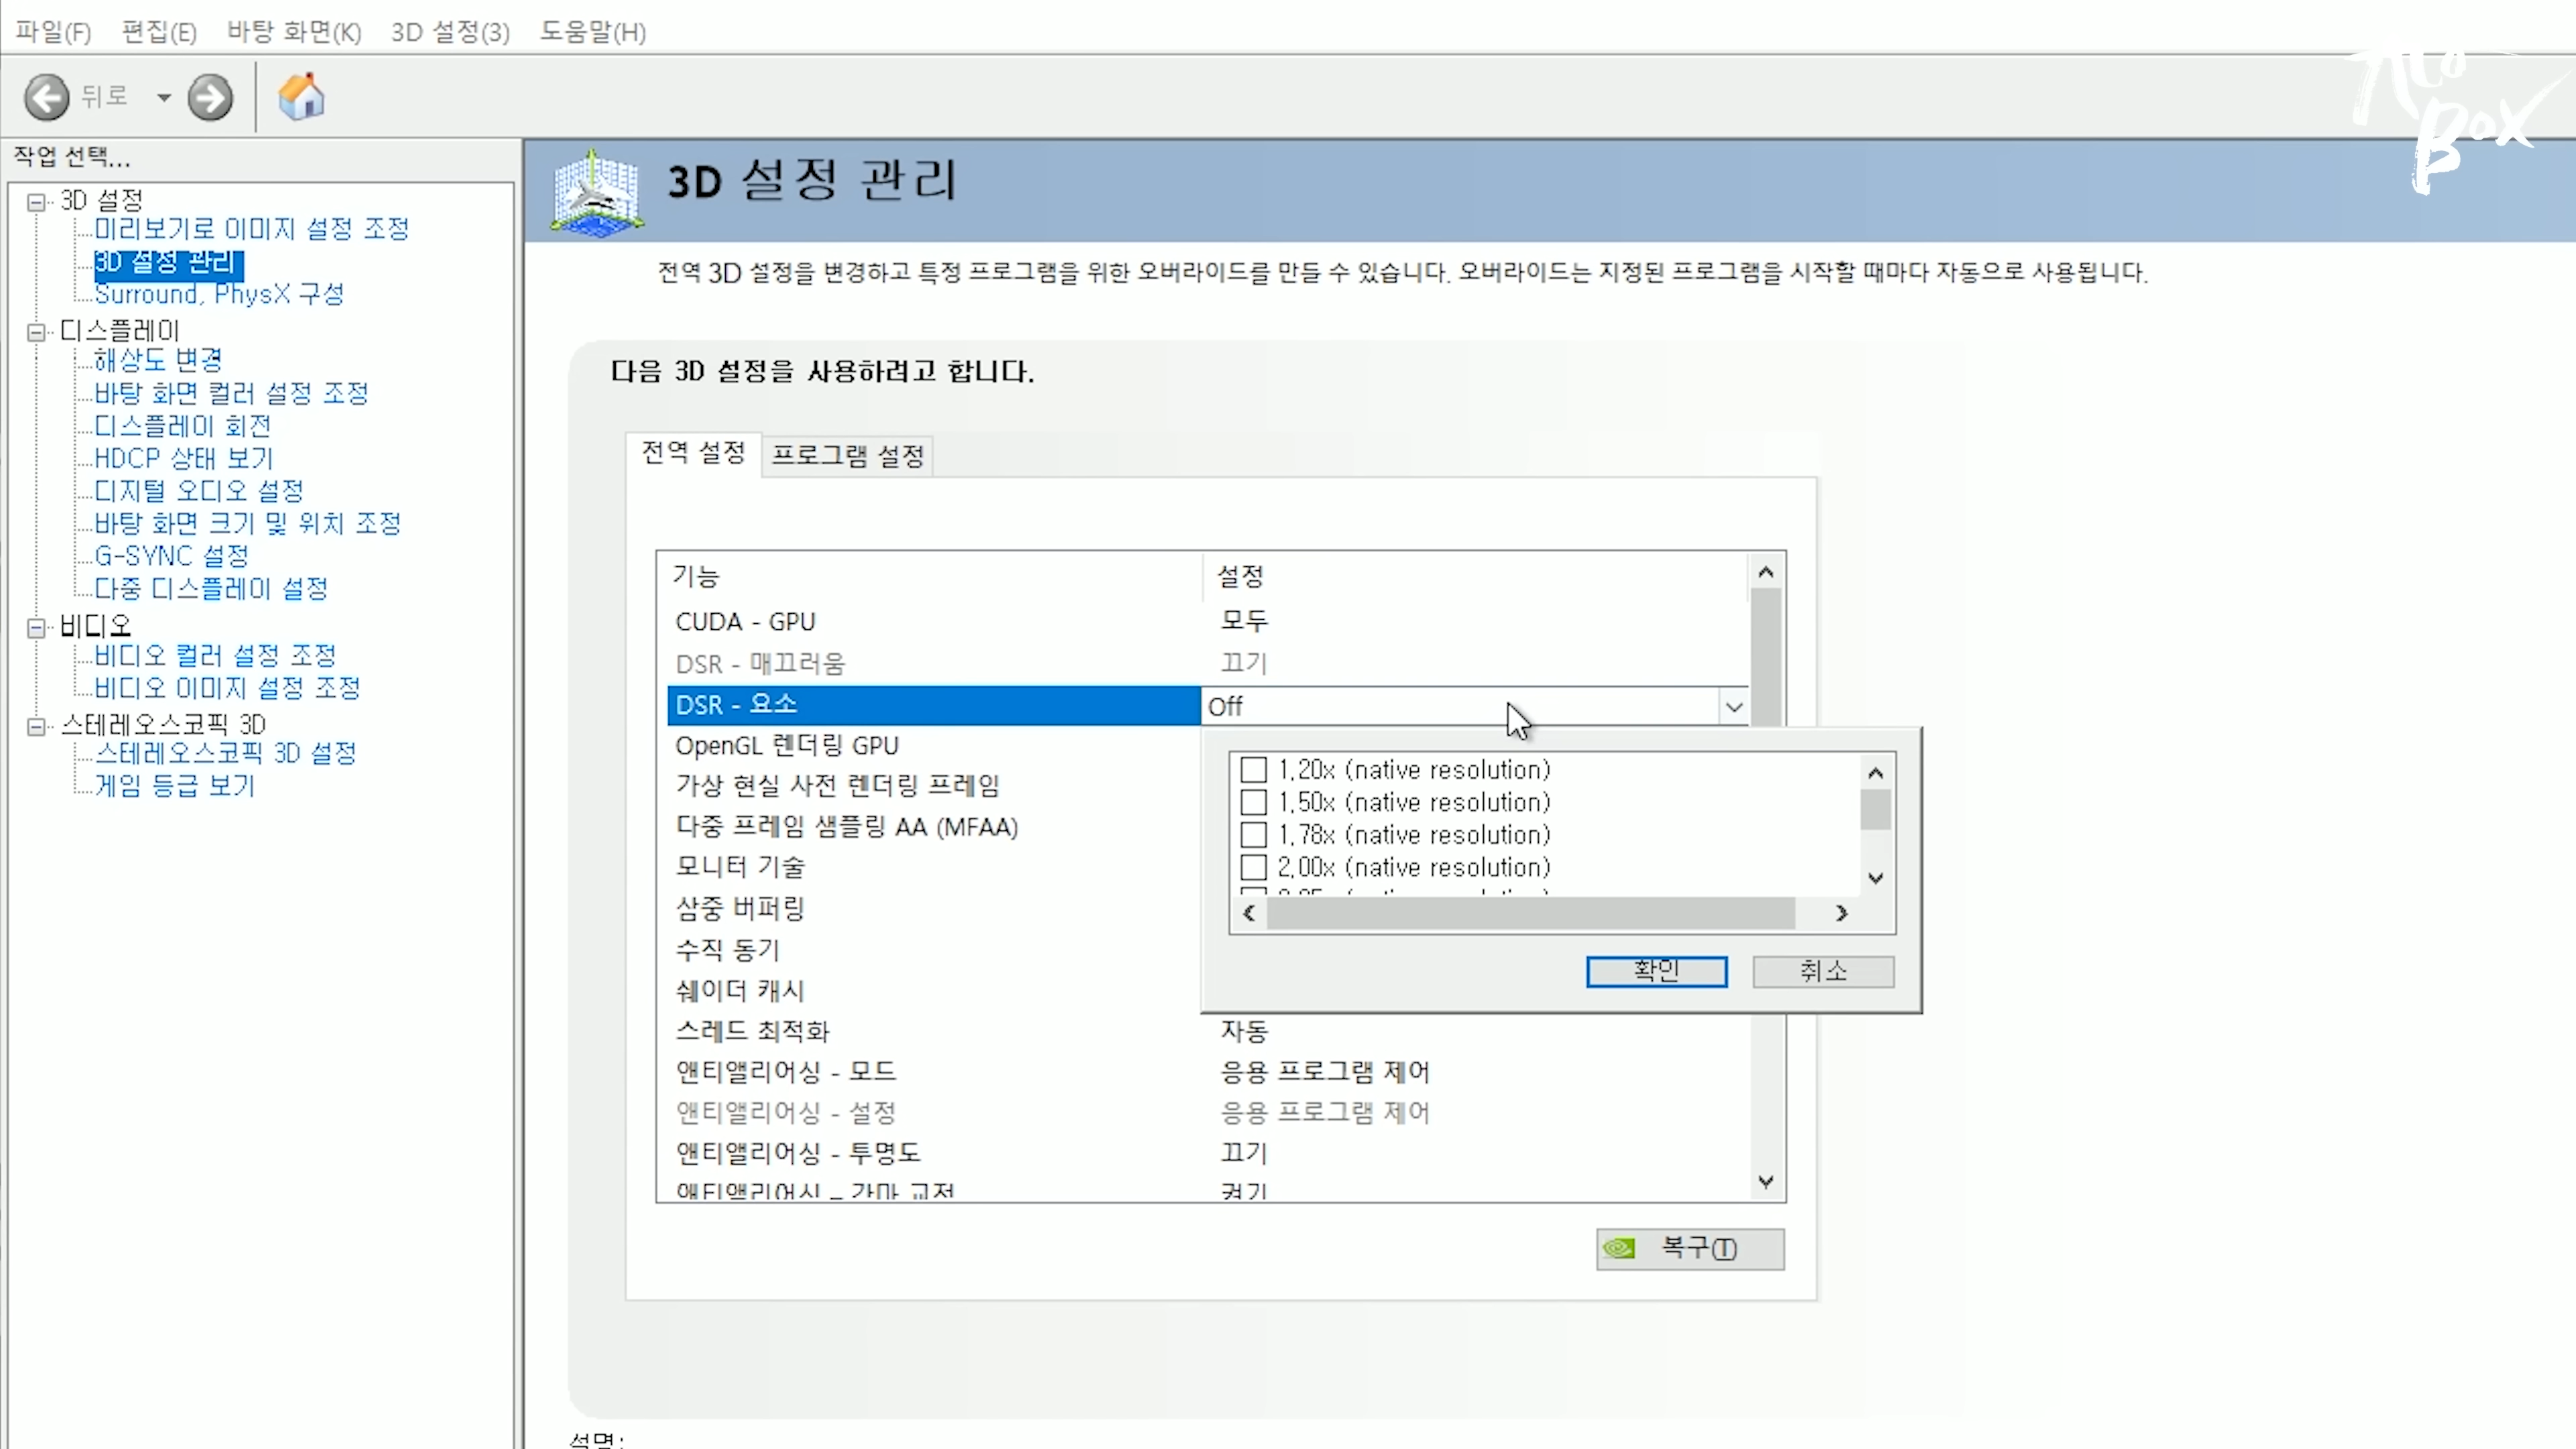 파일(F) 편집(E) 바탕 화면(K) 3D 설정(3) 도움말(H)
뒤로
작업 선택...
3D 설정
미리보기로 이미지 설정 조정
3D 설정 관리
Surround, PhysX 구성
디스플레이
해상도 변경
바탕 화면 컬러 설정 조정
디스플레이 회전
HDCP 상태 보기
디지털 오디오 설정
바탕 화면 크기 및 위치 조정
G-SYNC 설정
다중 디스플레이 설정
비디오
비디오 컬러 설정 조정
비디오 이미지 설정 조정
스테레오스코픽 3D
스테레오스코픽 3D 설정
게임 등급 보기
Box
3D 설정 관리
전역 3D 설정을 변경하고 특정 프로그램을 위한 오버라이드를 만들 수 있습니다. 오버라이드는 지정된 프로그램을 시작할 때마다 자동으로 사용됩니다.
다음 3D 설정을 사용하려고 합니다.
전역 설정 프로그램 설정
기능 설정
CUDA - GPU 모두
DSR - 매끄러움 끄기
DSR - 요소 Off
OpenGL 렌더링 GPU
가상 현실 사전 렌더링 프레임
다중 프레임 샘플링 AA (MFAA)
모니터 기술
삼중 버퍼링
수직 동기
쉐이더 캐시
1,20x (native resolution)
1,50x (native resolution)
1,78x (native resolution)
2,00x (native resolution)
확인 취소
스레드 최적화 자동
앤티앨리어싱 - 모드 응용 프로그램 제어
앤티앨리어싱 - 설정 응용 프로그램 제어
앤티앨리어싱 - 투명도 끄기
앤티앨리어싱 - 감마 교정 켜기
복구(T)
설명: